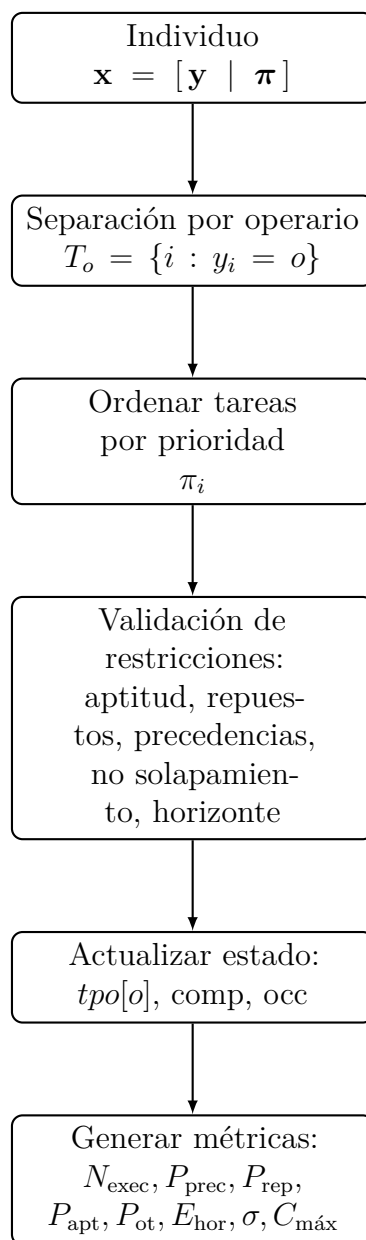 Individuo
x = [ y | π ]
Separación por operario
T_o = {i : y_i = o}
Ordenar tareas
por prioridad
π_i
Validación de
restricciones:
aptitud, repues-
tos, precedencias,
no solapamien-
to, horizonte
Actualizar estado:
tpo[o], comp, occ
Generar métricas:
N_exec, P_prec, P_rep,
P_apt, P_ot, E_hor, σ, C_máx